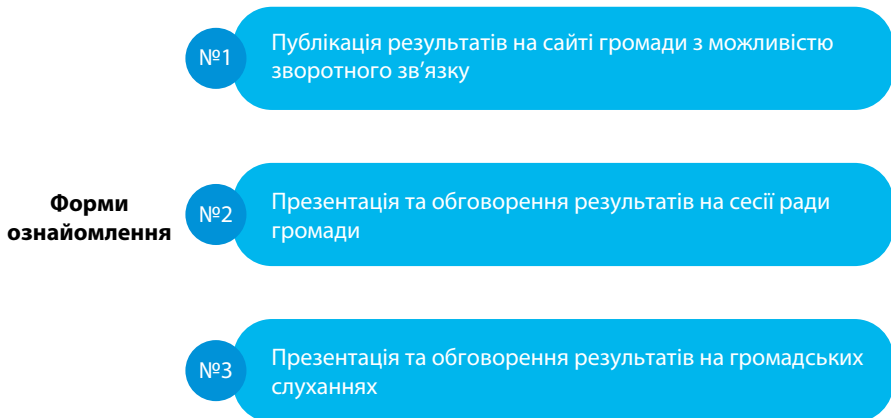 №1
Публікація результатів на сайті громади з можливістю
зворотного зв’язку
Форми
ознайомлення
№2
Презентація та обговорення результатів на сесії ради
громади
№3
Презентація та обговорення результатів на громадських
слуханнях